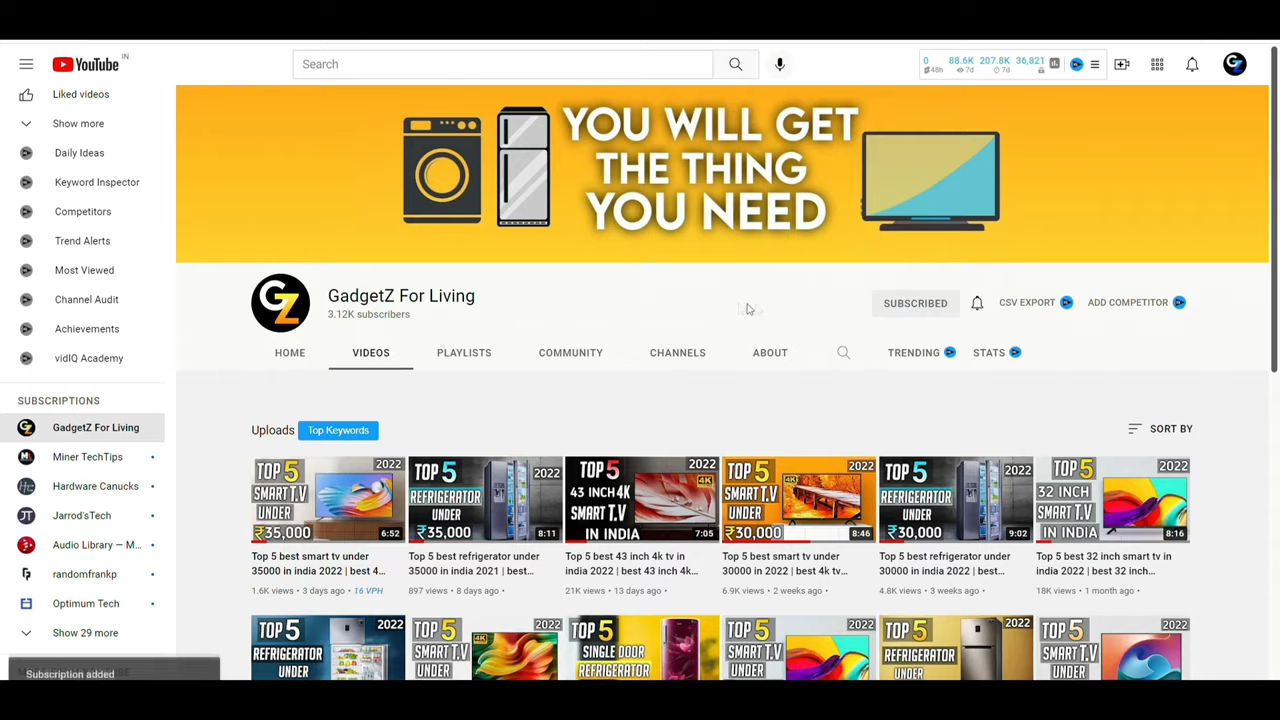 YouTube IN
Search
0 88.6K 207.8K 36,821
48h 7d 7d
Liked videos
Show more
Daily Ideas
Keyword Inspector
Competitors
Trend Alerts
Most Viewed
Channel Audit
Achievements
vidIQ Academy
SUBSCRIPTIONS
GadgetZ For Living
Miner TechTips
Hardware Canucks
Jarrod'sTech
Audio Library — M...
randomfrankp
Optimum Tech
Show 29 more
Subscription added
YOU WILL GET
THE THING
YOU NEED
GZ
GadgetZ For Living
3.12K subscribers
SUBSCRIBED
CSV EXPORT
ADD COMPETITOR
HOME
VIDEOS
PLAYLISTS
COMMUNITY
CHANNELS
ABOUT
TRENDING
STATS
Uploads
Top Keywords
SORT BY
TOP 5
2022
SMART T.V
UNDER
₹35,000
6:52
Top 5 best smart tv under
35000 in india 2022 | best 4...
1.6K views • 3 days ago • 16 VPH
TOP 5
2022
REFRIGERATOR
UNDER
₹35,000
8:11
Top 5 best refrigerator under
35000 in india 2021 | best...
897 views • 8 days ago •
TOP 5
2022
43 INCH 4K
4K
SMART T.V
IN INDIA
7:05
Top 5 best 43 inch 4k tv in
india 2022 | best 43 inch 4k...
21K views • 13 days ago •
TOP 5
2022
4K
SMART T.V
UNDER
₹30,000
8:46
Top 5 best smart tv under
30000 in 2022 | best 4k tv...
6.9K views • 2 weeks ago •
TOP 5
2022
REFRIGERATOR
UNDER
₹30,000
9:02
Top 5 best refrigerator under
30000 in india 2022 | best...
4.8K views • 3 weeks ago •
TOP 5
2022
32 INCH
SMART T.V
IN INDIA
8:16
Top 5 best 32 inch smart tv in
india 2022 | best 32 inch...
18K views • 1 month ago •
TOP 5
2022
REFRIGERATOR
UNDER
TOP 5
2022
4K
SMART T.V
UNDER
TOP 5
2022
SINGLE DOOR
REFRIGERATOR
TOP 5
2022
SMART T.V
UNDER
TOP 5
2022
REFRIGERATOR
UNDER
TOP 5
2022
SMART T.V
UNDER